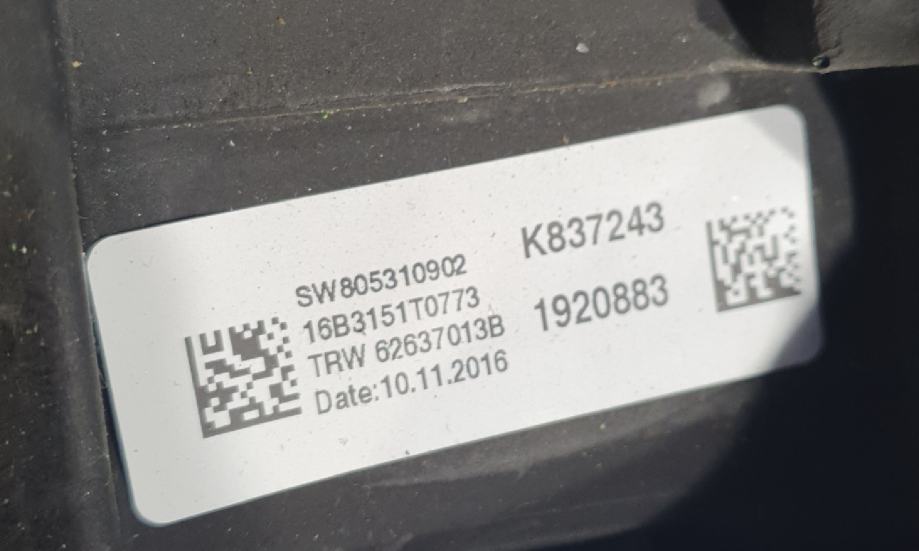 SW805310902
16B3151T0773
TRW 62637013B
Date:10.11.2016
K837243
1920883